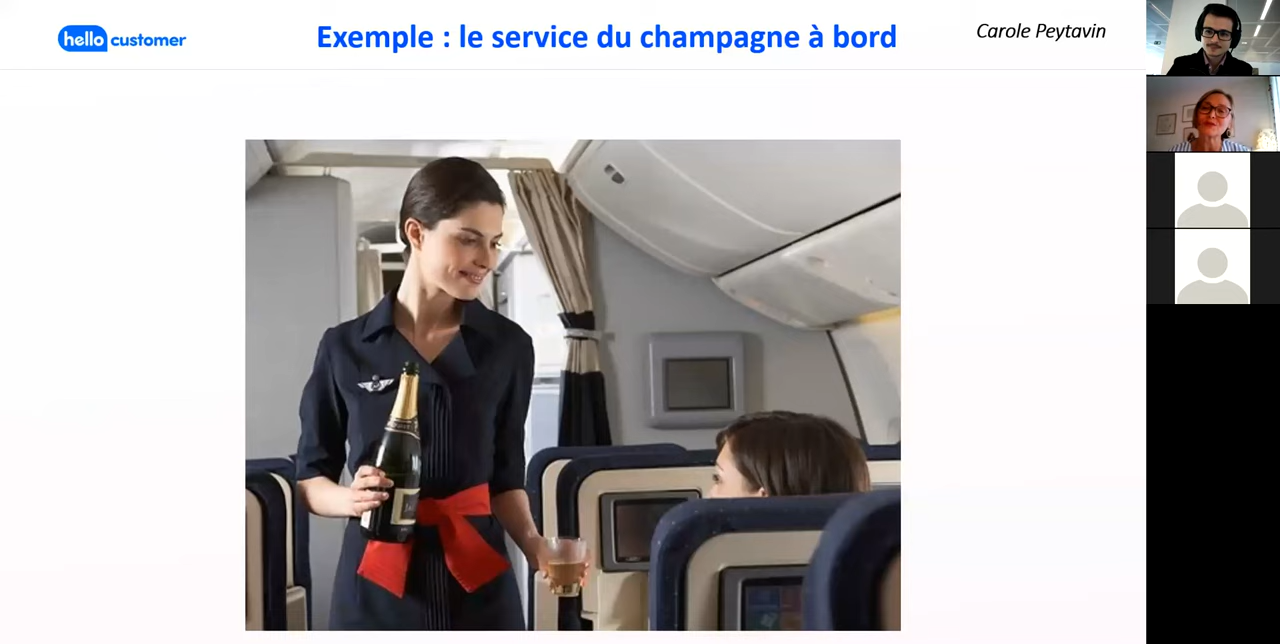 hello customer
Exemple : le service du champagne à bord
Carole Peytavin